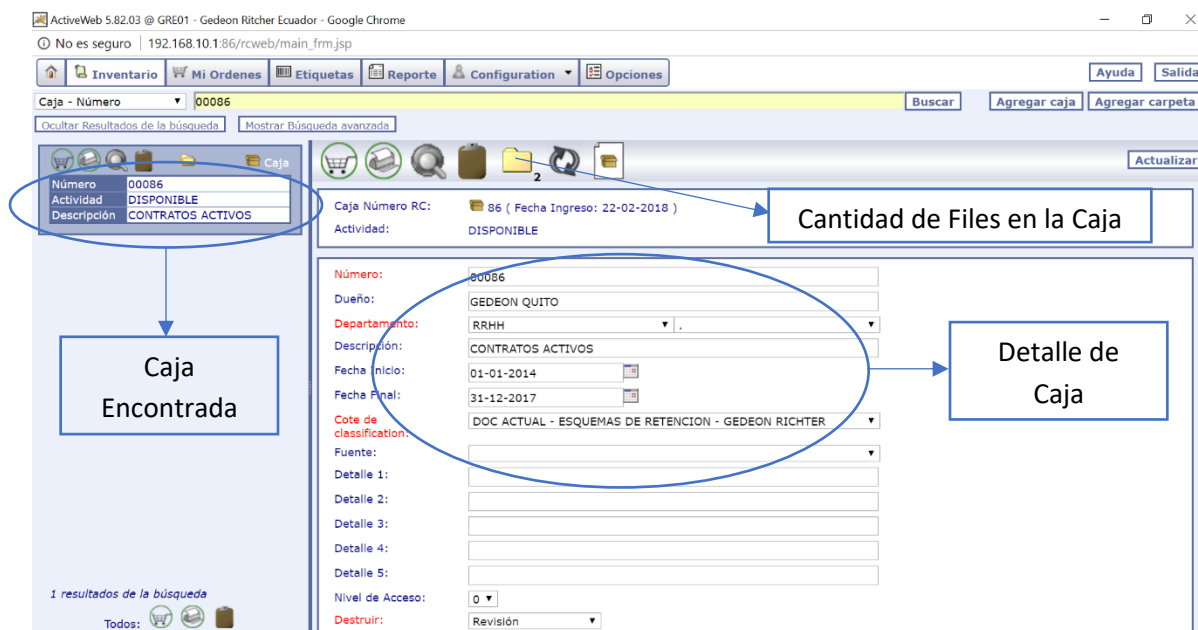 ActiveWeb 5.82.03 @ GRE01 - Gedeon Ritcher Ecuador - Google Chrome
No es seguro | 192.168.10.1:86/rcweb/main_frm.jsp
Inventario Mi Ordenes Etiquetas Reporte Configuration Opciones Ayuda Salida
Caja - Número 00086 Buscar Agregar caja Agregar carpeta
Ocultar Resultados de la búsqueda Mostrar Búsqueda avanzada
Caja
Número 00086
Actividad DISPONIBLE
Descripción CONTRATOS ACTIVOS
Caja
Encontrada
1 resultados de la búsqueda
Todos:
2
Actualizar
Caja Número RC: 86 ( Fecha Ingreso: 22-02-2018 )
Actividad: DISPONIBLE
Cantidad de Files en la Caja
Número: 00086
Dueño: GEDEON QUITO
Departamento: RRHH .
Descripción: CONTRATOS ACTIVOS
Fecha Inicio: 01-01-2014
Fecha Final: 31-12-2017
Cote de
classification: DOC ACTUAL - ESQUEMAS DE RETENCION - GEDEON RICHTER
Fuente:
Detalle 1:
Detalle 2:
Detalle 3:
Detalle 4:
Detalle 5:
Nivel de Acceso: 0
Destruir: Revisión
Detalle de
Caja